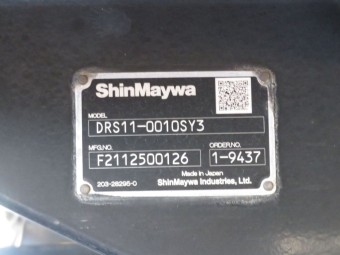 ShinMaywa
MODEL
DRS11-0010SY3
MFG.NO. ORDER NO.
F2112500126 1-9437
Made in Japan
203-28295-0 ShinMaywa Industries, Ltd.